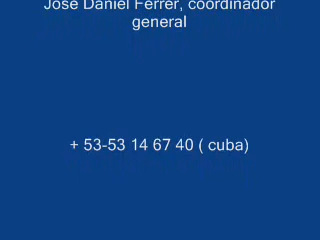 José Daniel Ferrer, coordinador
general
+ 53-53 14 67 40 ( cuba)